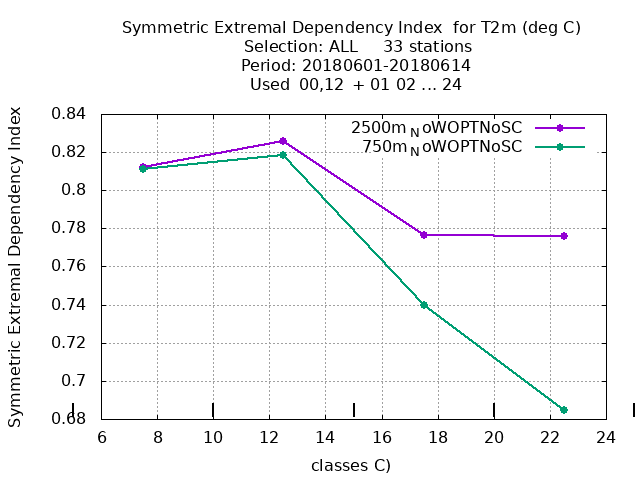 Symmetric Extremal Dependency Index  for T2m (deg C)
Selection: ALL     33 stations
Period: 20180601-20180614
Used  00,12  + 01 02 ... 24
Symmetric Extremal Dependency Index
0.84
0.82
0.8
0.78
0.76
0.74
0.72
0.7
0.68
2500m_NoWOPTNoSC
750m_NoWOPTNoSC
6 8 10 12 14 16 18 20 22 24
classes C)